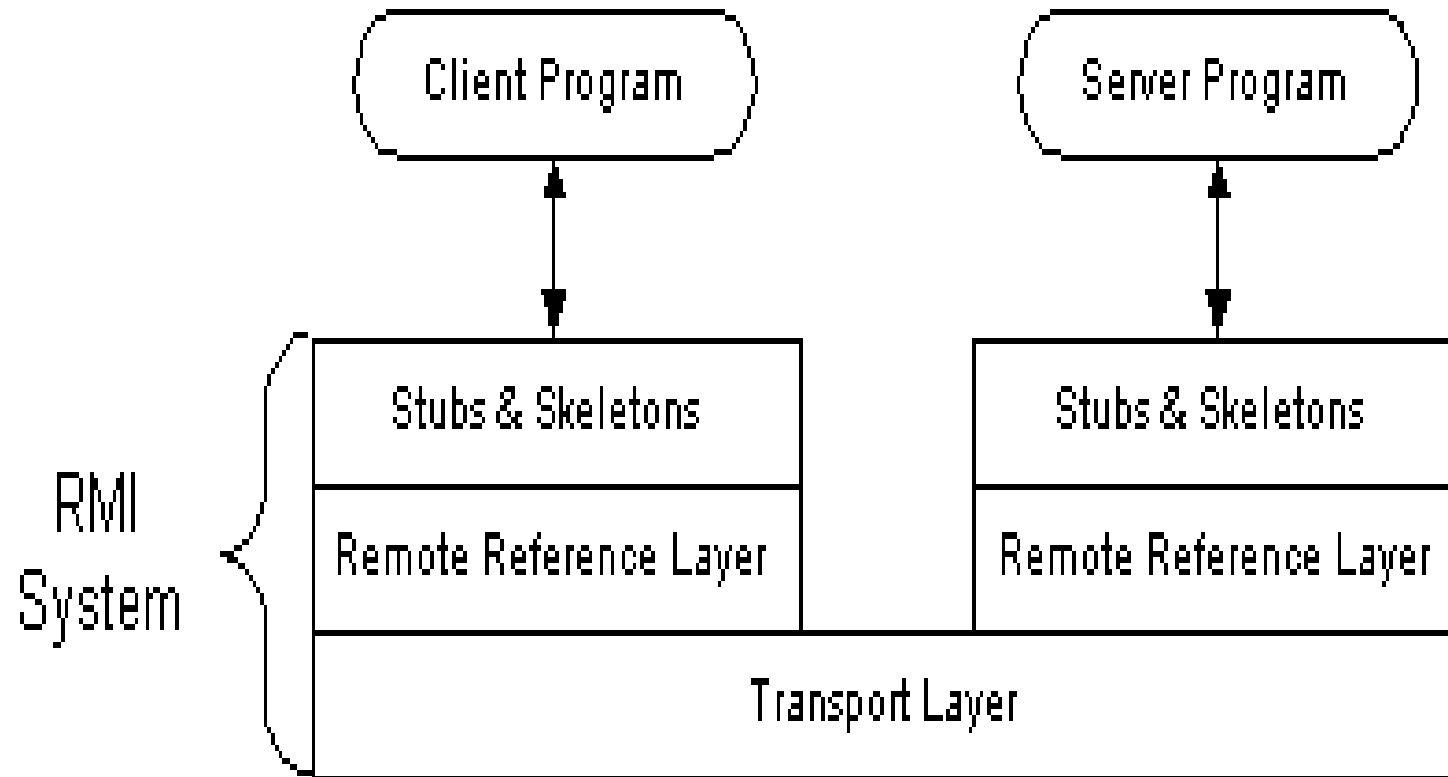 Client Program
Server Program
Stubs & Skeletons
Stubs & Skeletons
RMI
System
Remote Reference Layer
Remote Reference Layer
Transport Layer